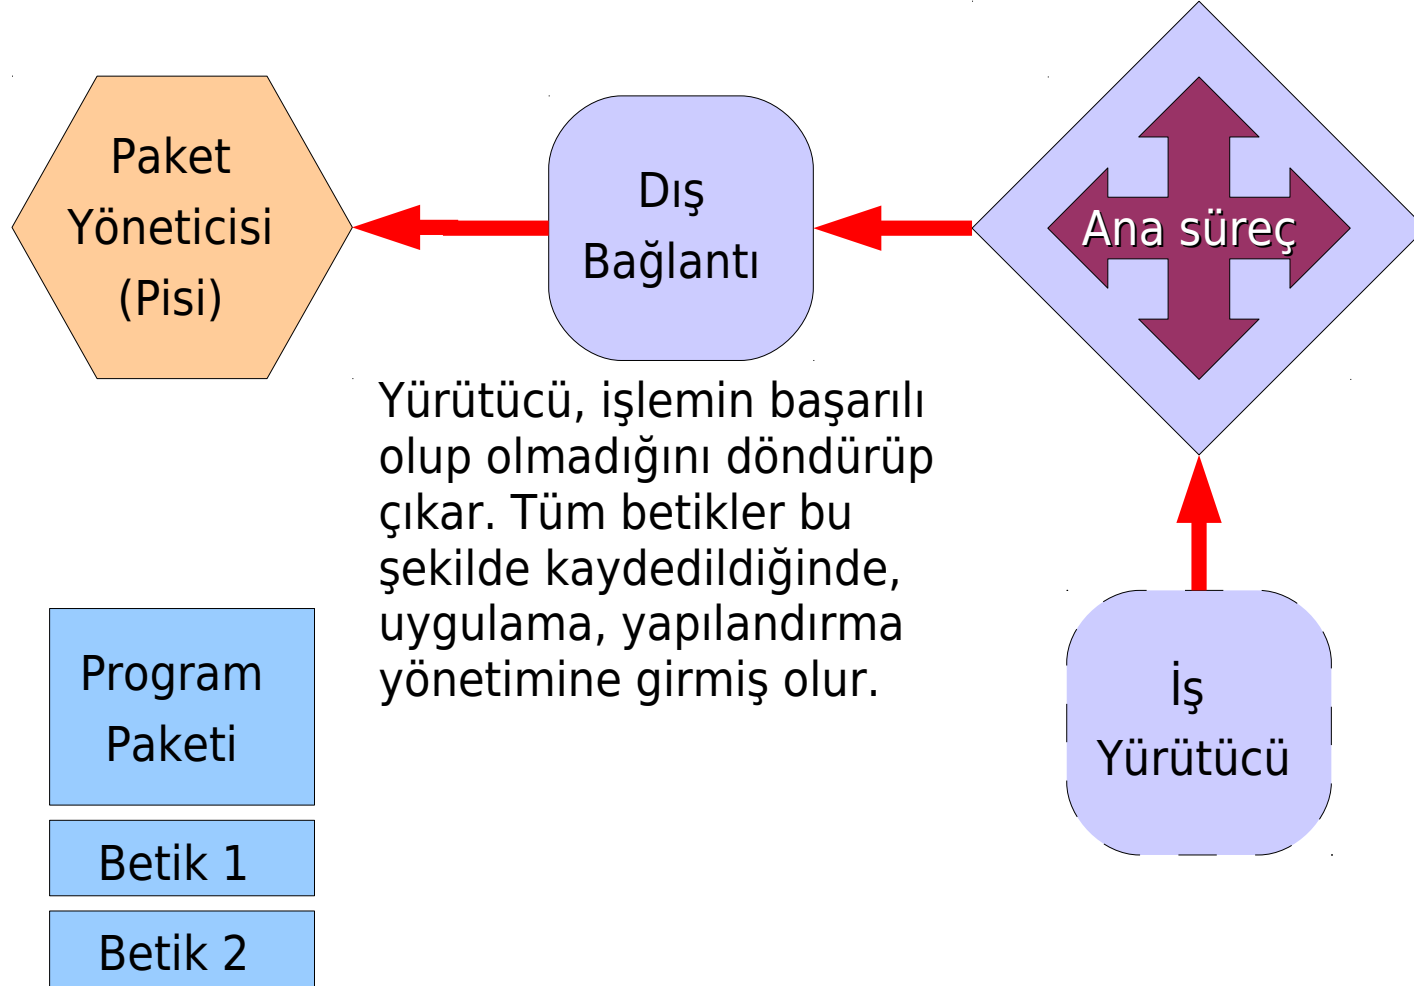 Paket
Yöneticisi
(Pisi)
Dış
Bağlantı
Ana süreç
Yürütücü, işlemin başarılı
olup olmadığını döndürüp
çıkar. Tüm betikler bu
şekilde kaydedildiğinde,
uygulama, yapılandırma
yönetimine girmiş olur.
Program
Paketi
Betik 1
Betik 2
İş
Yürütücü